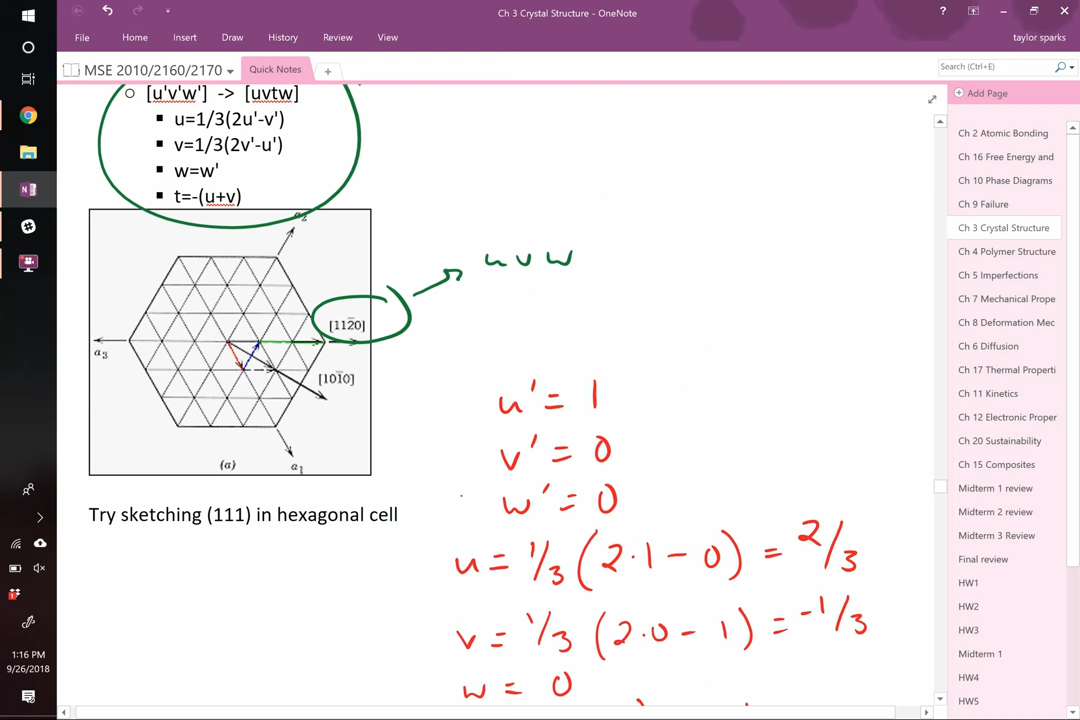 Ch 3 Crystal Structure - OneNote
?
File Home Insert Draw History Review View
taylor sparks
MSE 2010/2160/2170
Quick Notes
+
Search (Ctrl+E)
[u'v'w'] -> [uvtw]
u=1/3(2u'-v')
v=1/3(2v'-u')
w=w'
t=-(u+v)
a2
[112̄0]
a3
[101̄0]
(a)
a1
u v w
u' = 1
v' = 0
w' = 0
u = 1/3 (2·1 - 0) = 2/3
v = 1/3 (2·0 - 1) = -1/3
w = 0
Try sketching (111) in hexagonal cell
Add Page
Ch 2 Atomic Bonding
Ch 16 Free Energy and
Ch 10 Phase Diagrams
Ch 9 Failure
Ch 3 Crystal Structure
Ch 4 Polymer Structure
Ch 5 Imperfections
Ch 7 Mechanical Prope
Ch 8 Deformation Mec
Ch 6 Diffusion
Ch 17 Thermal Properti
Ch 11 Kinetics
Ch 12 Electronic Proper
Ch 20 Sustainability
Ch 15 Composites
Midterm 1 review
Midterm 2 review
Midterm 3 Review
Final review
HW1
HW2
HW3
Midterm 1
HW4
HW5
1:16 PM
9/26/2018